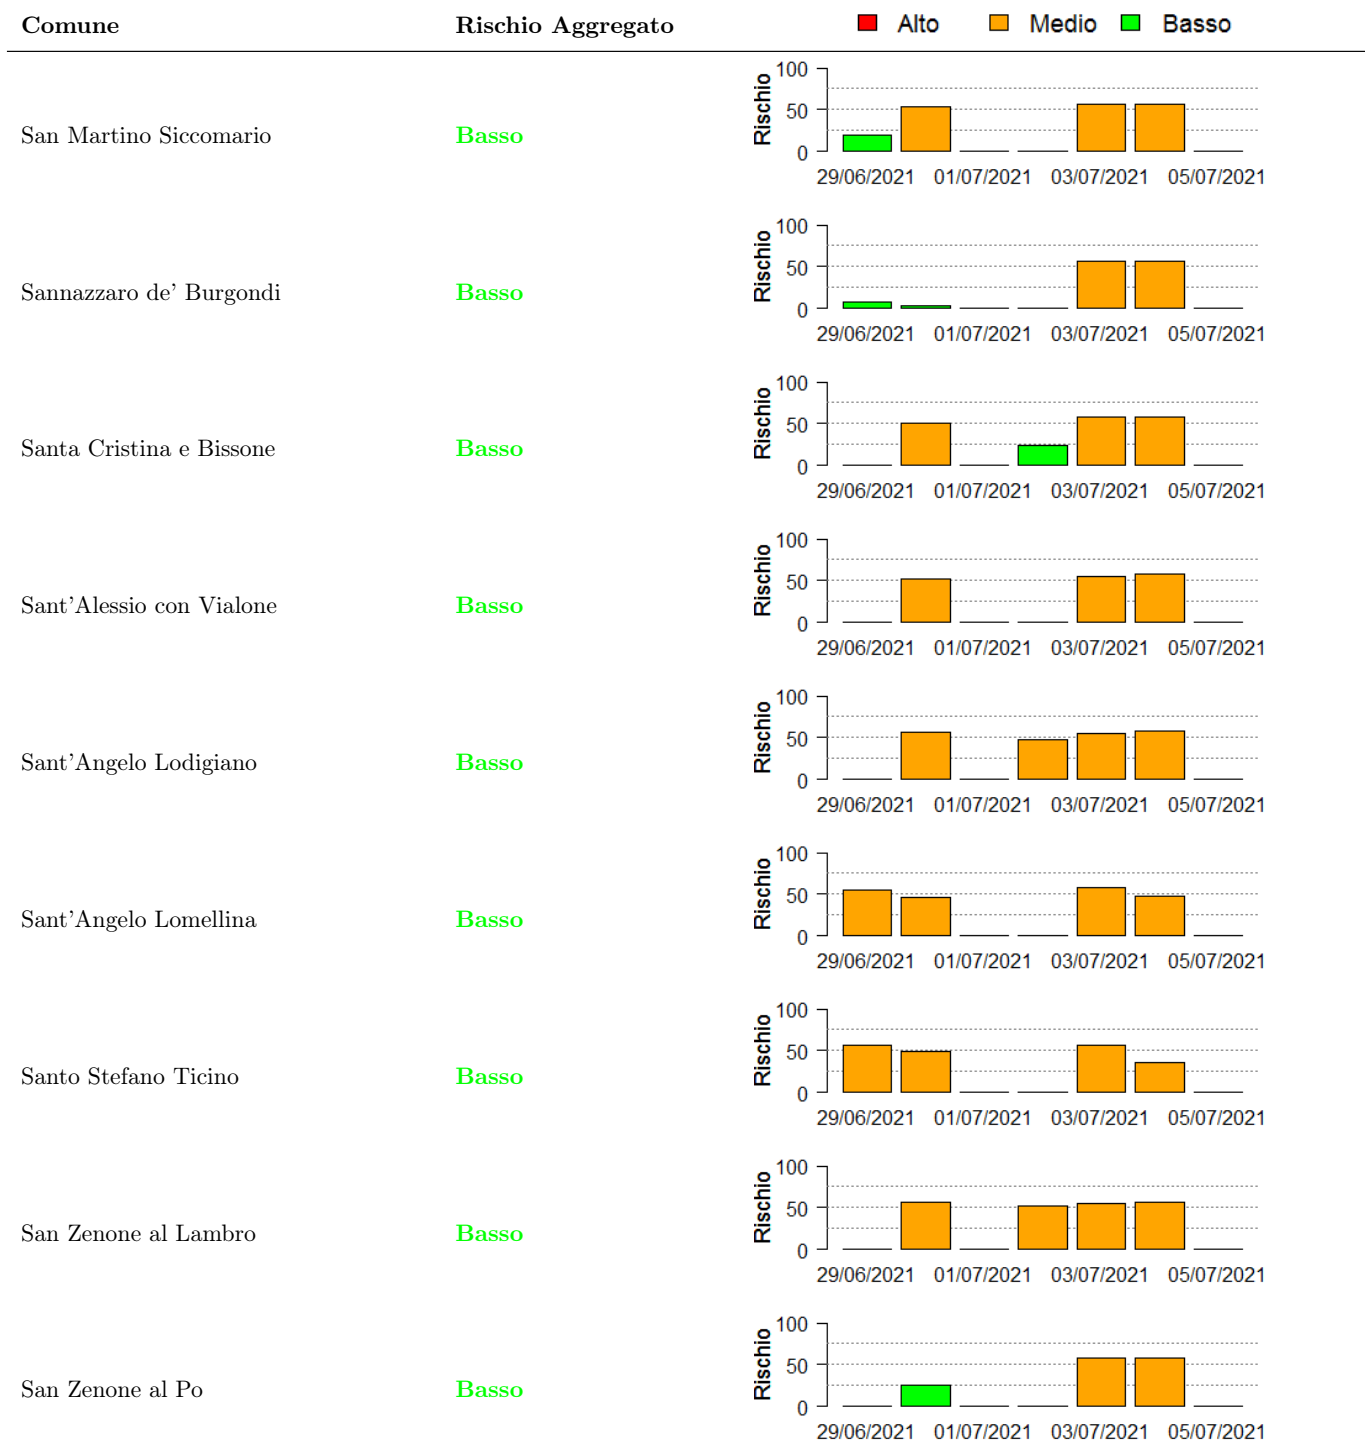 Comune Rischio Aggregato Alto Medio Basso
100
50
0
Rischio
San Martino Siccomario Basso
29/06/2021 01/07/2021 03/07/2021 05/07/2021
100
50
0
Rischio
Sannazzaro de' Burgondi Basso
29/06/2021 01/07/2021 03/07/2021 05/07/2021
100
50
0
Rischio
Santa Cristina e Bissone Basso
29/06/2021 01/07/2021 03/07/2021 05/07/2021
100
50
0
Rischio
Sant'Alessio con Vialone Basso
29/06/2021 01/07/2021 03/07/2021 05/07/2021
100
50
0
Rischio
Sant'Angelo Lodigiano Basso
29/06/2021 01/07/2021 03/07/2021 05/07/2021
100
50
0
Rischio
Sant'Angelo Lomellina Basso
29/06/2021 01/07/2021 03/07/2021 05/07/2021
100
50
0
Rischio
Santo Stefano Ticino Basso
29/06/2021 01/07/2021 03/07/2021 05/07/2021
100
50
0
Rischio
San Zenone al Lambro Basso
29/06/2021 01/07/2021 03/07/2021 05/07/2021
100
50
0
Rischio
San Zenone al Po Basso
29/06/2021 01/07/2021 03/07/2021 05/07/2021